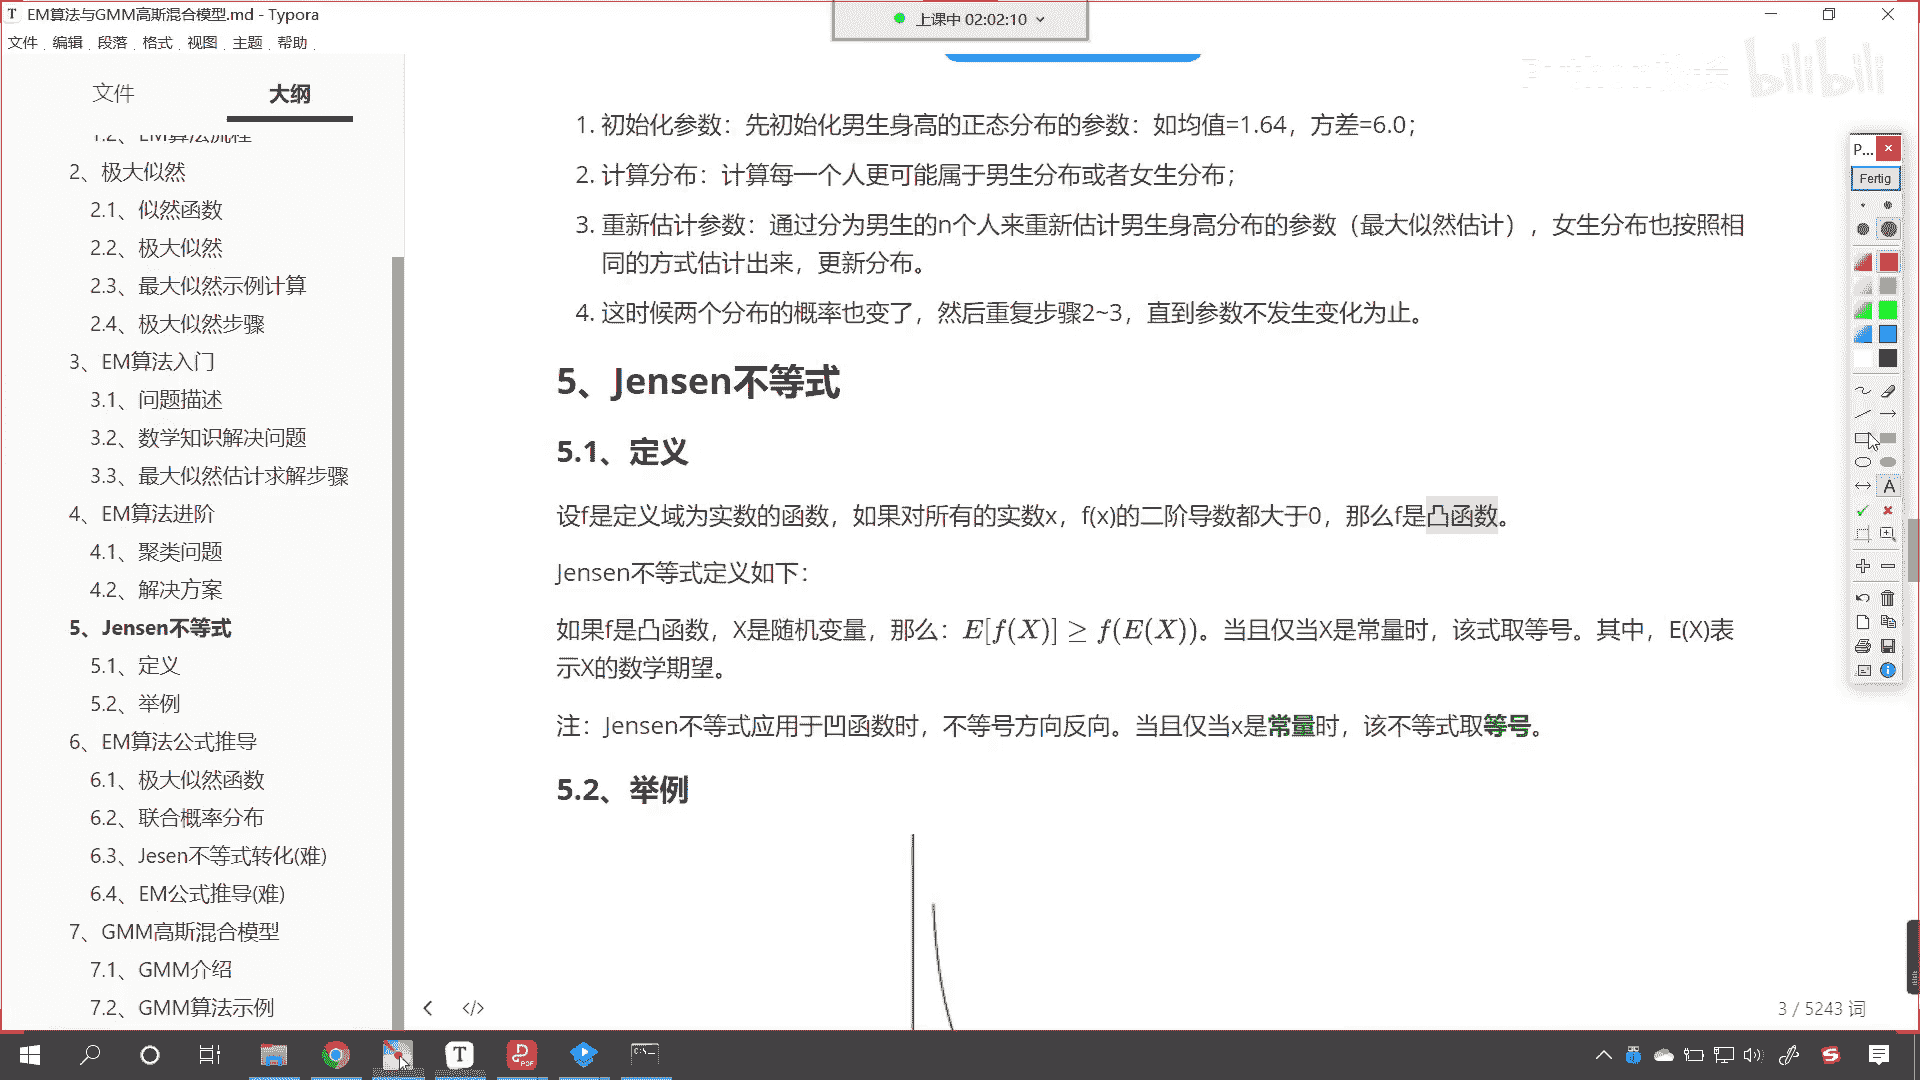 EM算法与GMM高斯混合模型.md - Typora
上课中 02:02:10
文件 编辑 段落 格式 视图 主题 帮助
bilibili
文件 大纲
1.2、EM算法流程
2、极大似然
2.1、似然函数
2.2、极大似然
2.3、最大似然示例计算
2.4、极大似然步骤
3、EM算法入门
3.1、问题描述
3.2、数学知识解决问题
3.3、最大似然估计求解步骤
4、EM算法进阶
4.1、聚类问题
4.2、解决方案
5、Jensen不等式
5.1、定义
5.2、举例
6、EM算法公式推导
6.1、极大似然函数
6.2、联合概率分布
6.3、Jesen不等式转化(难)
6.4、EM公式推导(难)
7、GMM高斯混合模型
7.1、GMM介绍
7.2、GMM算法示例
1. 初始化参数：先初始化男生身高的正态分布的参数：如均值=1.64，方差=6.0；
2. 计算分布：计算每一个人更可能属于男生分布或者女生分布；
3. 重新估计参数：通过分为男生的n个人来重新估计男生身高分布的参数（最大似然估计），女生分布也按照相
同的方式估计出来，更新分布。
4. 这时候两个分布的概率也变了，然后重复步骤2~3，直到参数不发生变化为止。
5、Jensen不等式
5.1、定义
设f是定义域为实数的函数，如果对所有的实数x，f(x)的二阶导数都大于0，那么f是凸函数。
Jensen不等式定义如下：
如果f是凸函数，X是随机变量，那么：E[f(X)] ≥ f(E(X))。当且仅当X是常量时，该式取等号。其中，E(X)表
示X的数学期望。
注：Jensen不等式应用于凹函数时，不等号方向反向。当且仅当x是常量时，该不等式取等号。
5.2、举例
3 / 5243 词
P...
Fertig
A